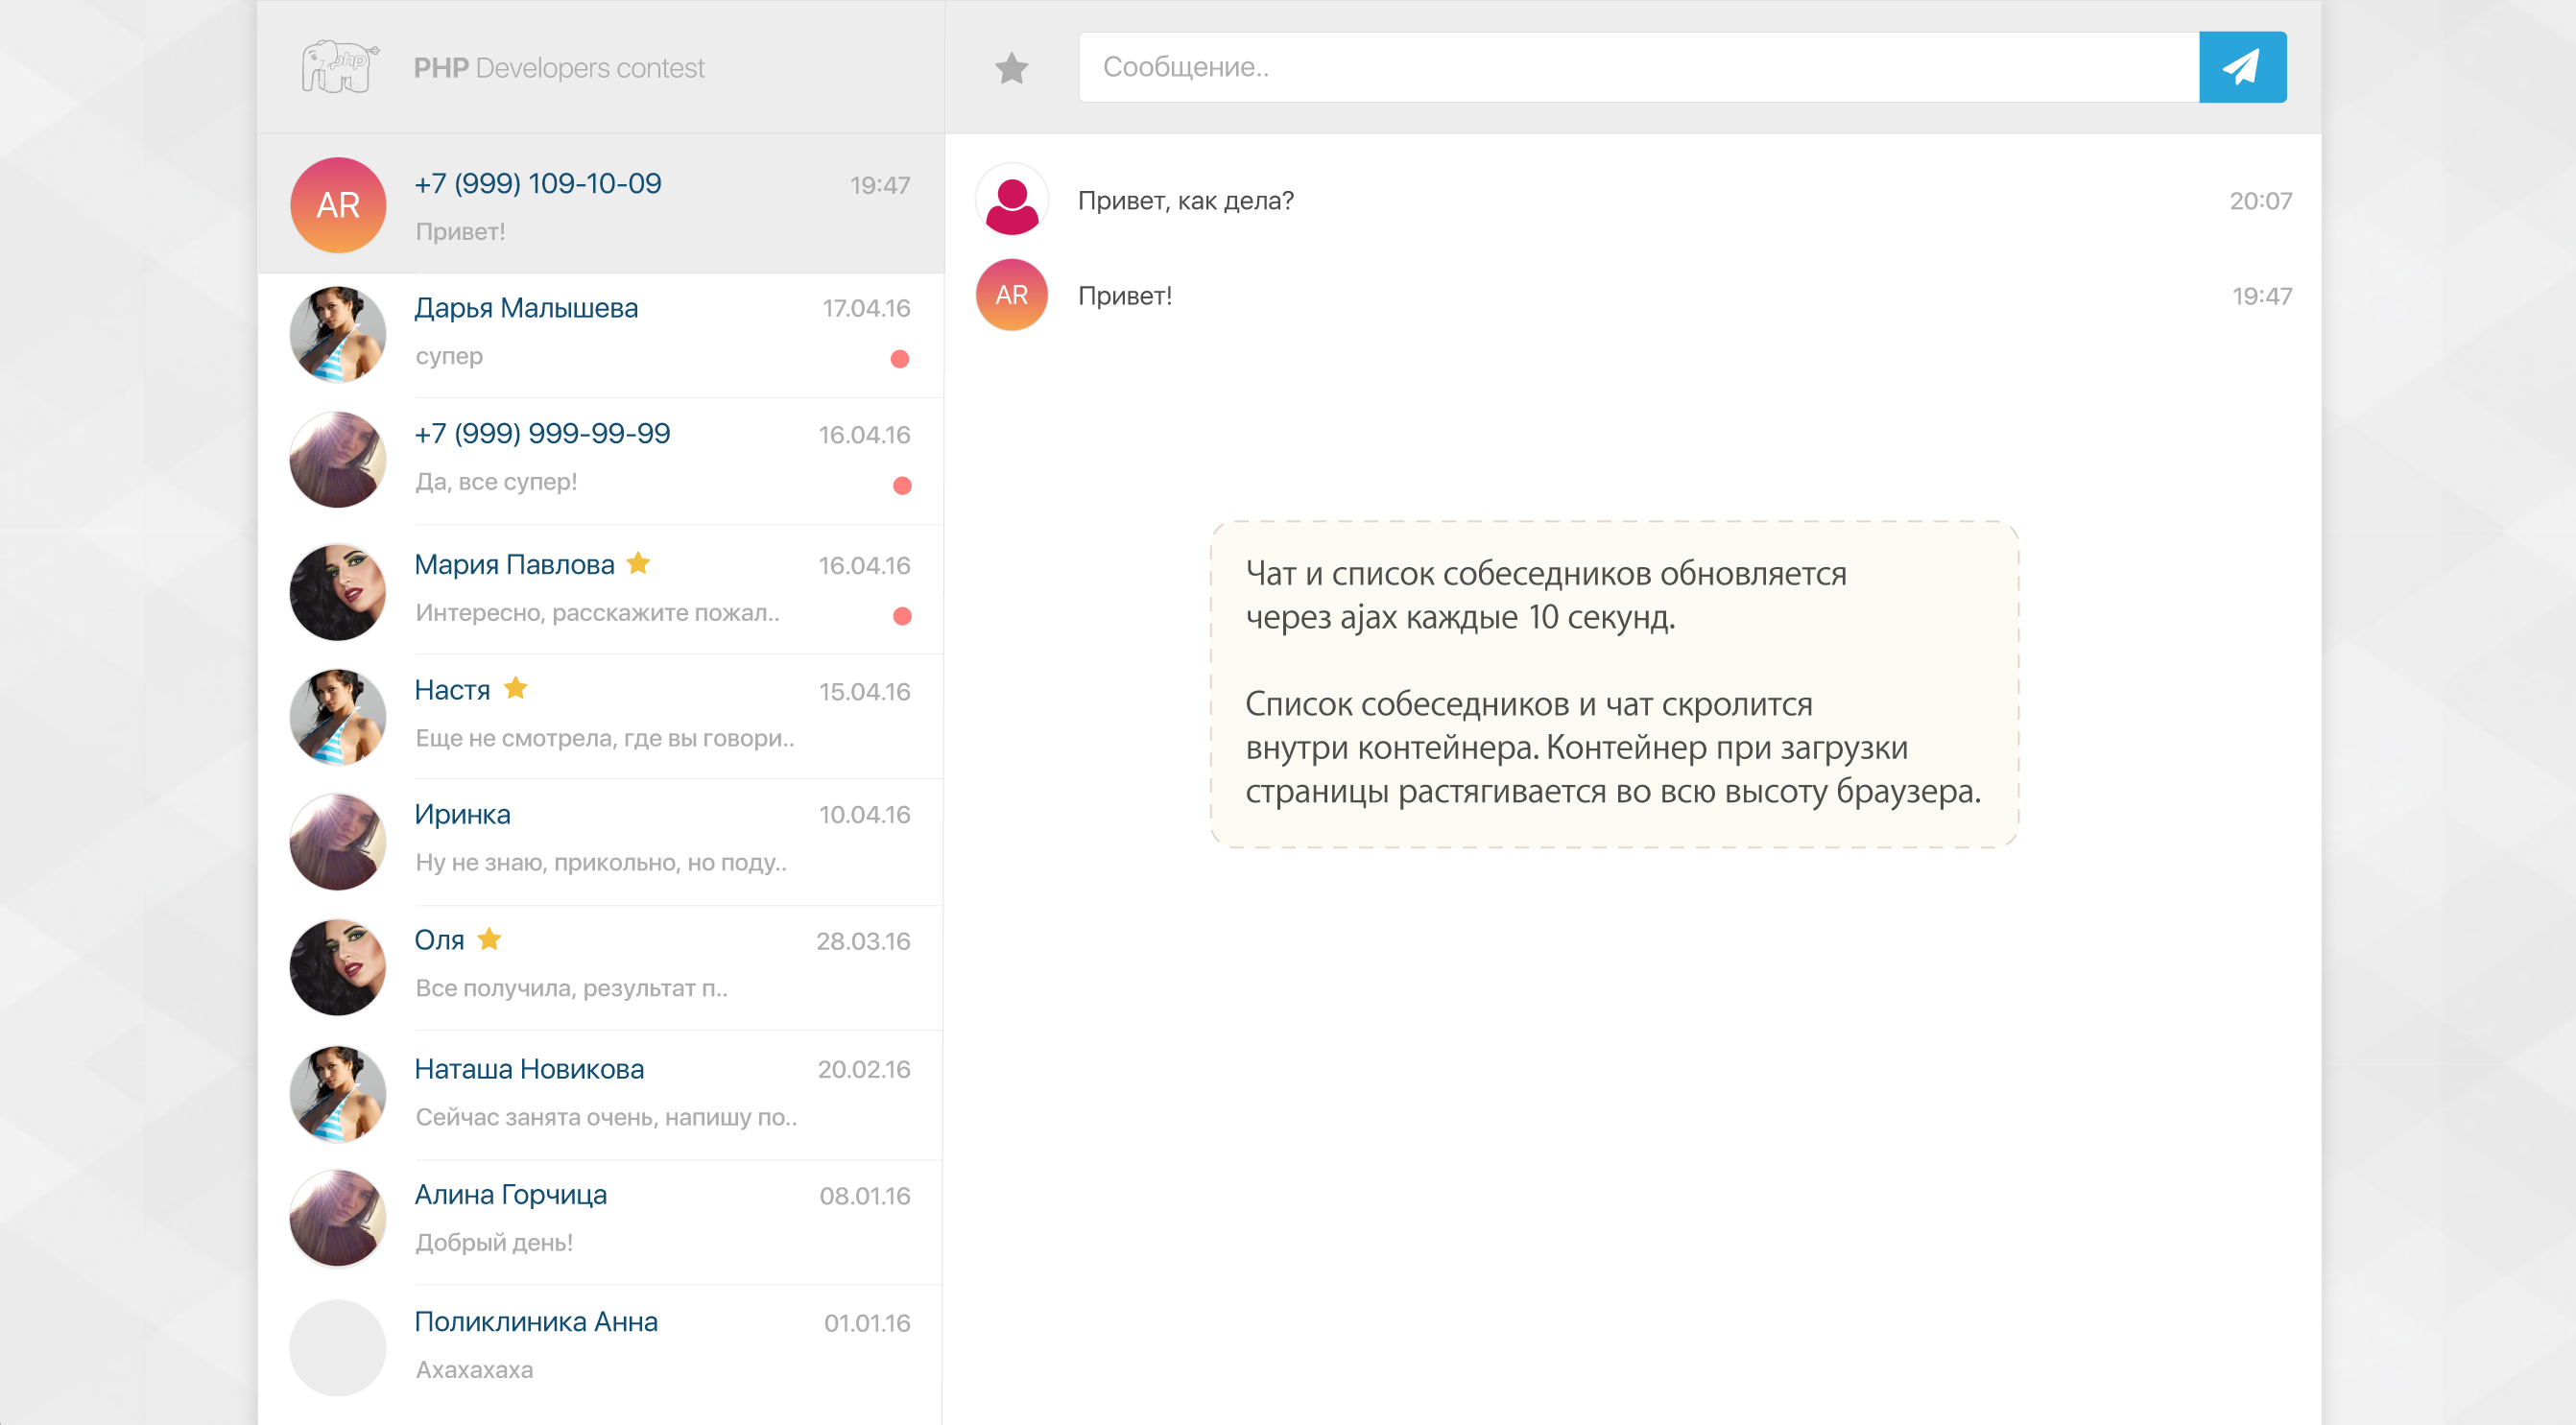 php
PHP Developers contest
Сообщение..
AR
+7 (999) 109-10-09
19:47
Привет!
Дарья Малышева
17.04.16
супер
+7 (999) 999-99-99
16.04.16
Да, все супер!
Мария Павлова
16.04.16
Интересно, расскажите пожал..
Настя
15.04.16
Еще не смотрела, где вы говори..
Иринка
10.04.16
Ну не знаю, прикольно, но поду..
Оля
28.03.16
Все получила, результат п..
Наташа Новикова
20.02.16
Сейчас занята очень, напишу по..
Алина Горчица
08.01.16
Добрый день!
Поликлиника Анна
01.01.16
Ахахахаха
Привет, как дела?
20:07
AR
Привет!
19:47
Чат и список собеседников обновляется
через ajax каждые 10 секунд.
Список собеседников и чат скролится
внутри контейнера. Контейнер при загрузки
страницы растягивается во всю высоту браузера.